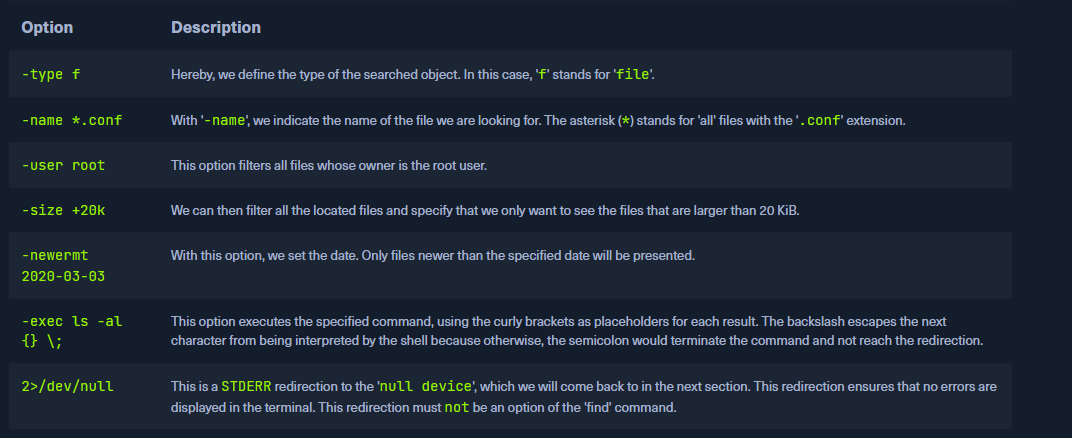 Option Description
-type f Hereby, we define the type of the searched object. In this case, 'f' stands for 'file'.
-name *.conf With '-name', we indicate the name of the file we are looking for. The asterisk (*) stands for 'all' files with the '.conf' extension.
-user root This option filters all files whose owner is the root user.
-size +20k We can then filter all the located files and specify that we only want to see the files that are larger than 20 KiB.
-newermt With this option, we set the date. Only files newer than the specified date will be presented.
2020-03-03
-exec ls -al This option executes the specified command, using the curly brackets as placeholders for each result. The backslash escapes the next
{} \; character from being interpreted by the shell because otherwise, the semicolon would terminate the command and not reach the redirection.
2>/dev/null This is a STDERR redirection to the 'null device', which we will come back to in the next section. This redirection ensures that no errors are
displayed in the terminal. This redirection must not be an option of the 'find' command.